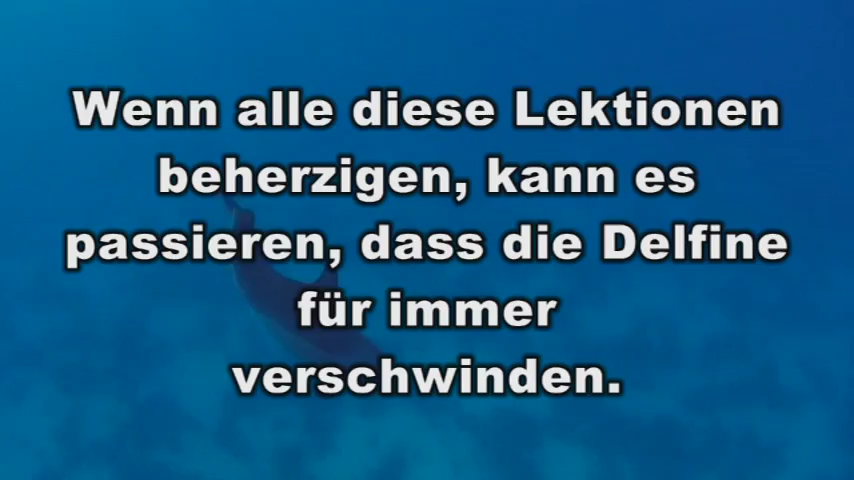 Wenn alle diese Lektionen
beherzigen, kann es
passieren, dass die Delfine
für immer
verschwinden.